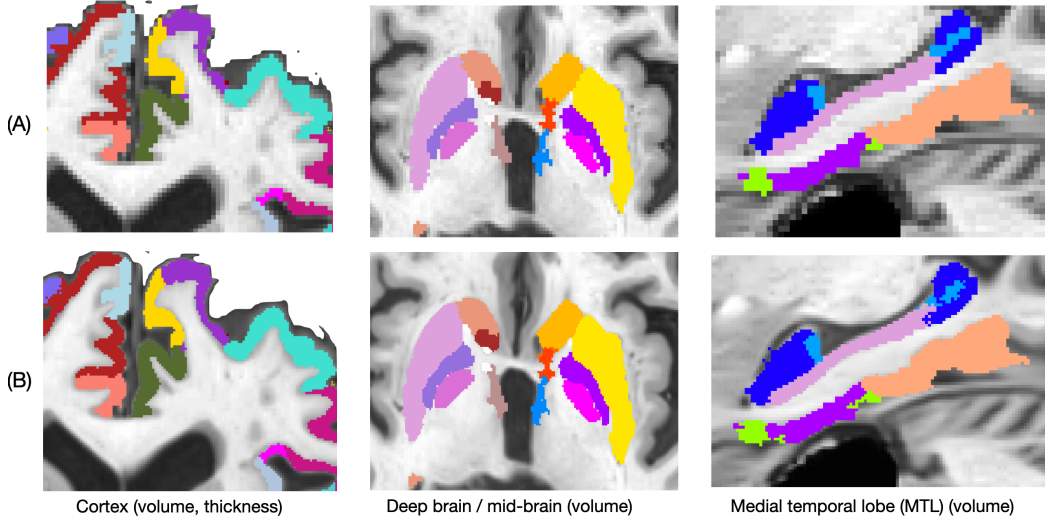 (A)
(B)
Cortex (volume, thickness)
Deep brain / mid-brain (volume)
Medial temporal lobe (MTL) (volume)